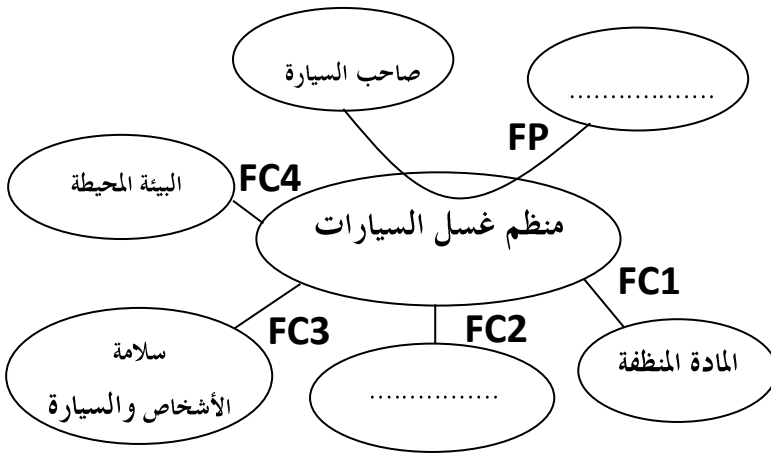 صاحب السيارة
..................
FP
البيئة المحيطة
FC4
منظم غسل السيارات
FC1
سلامة
الأشخاص والسيارة
FC3
FC2
المادة المنظفة
................